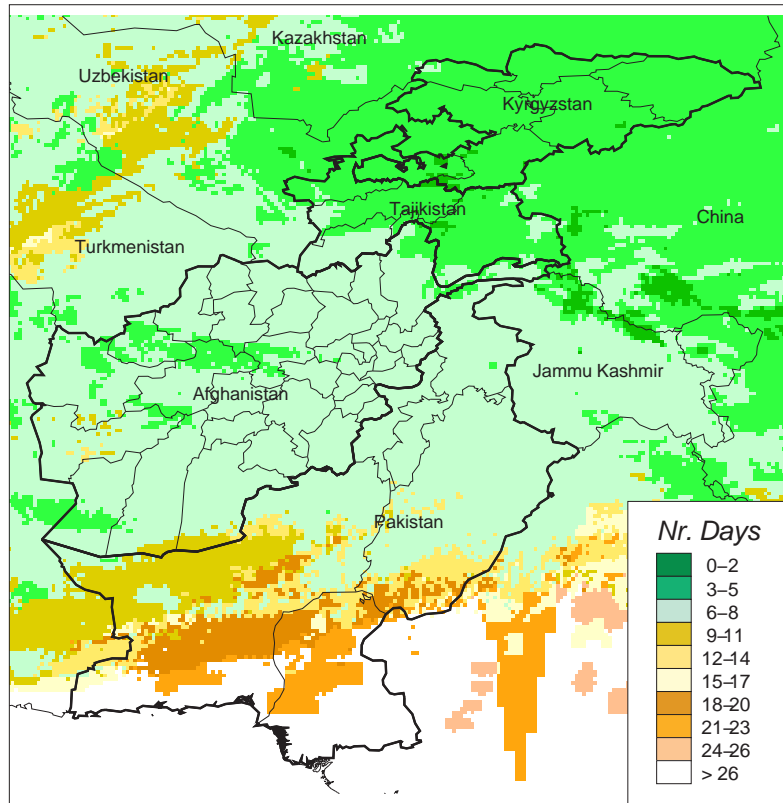 Kazakhstan
Uzbekistan
Kyrgyzstan
Tajikistan
China
Turkmenistan
Jammu Kashmir
Afghanistan
Pakistan
Nr. Days
0–2
3–5
6–8
9–11
12–14
15–17
18–20
21–23
24–26
> 26